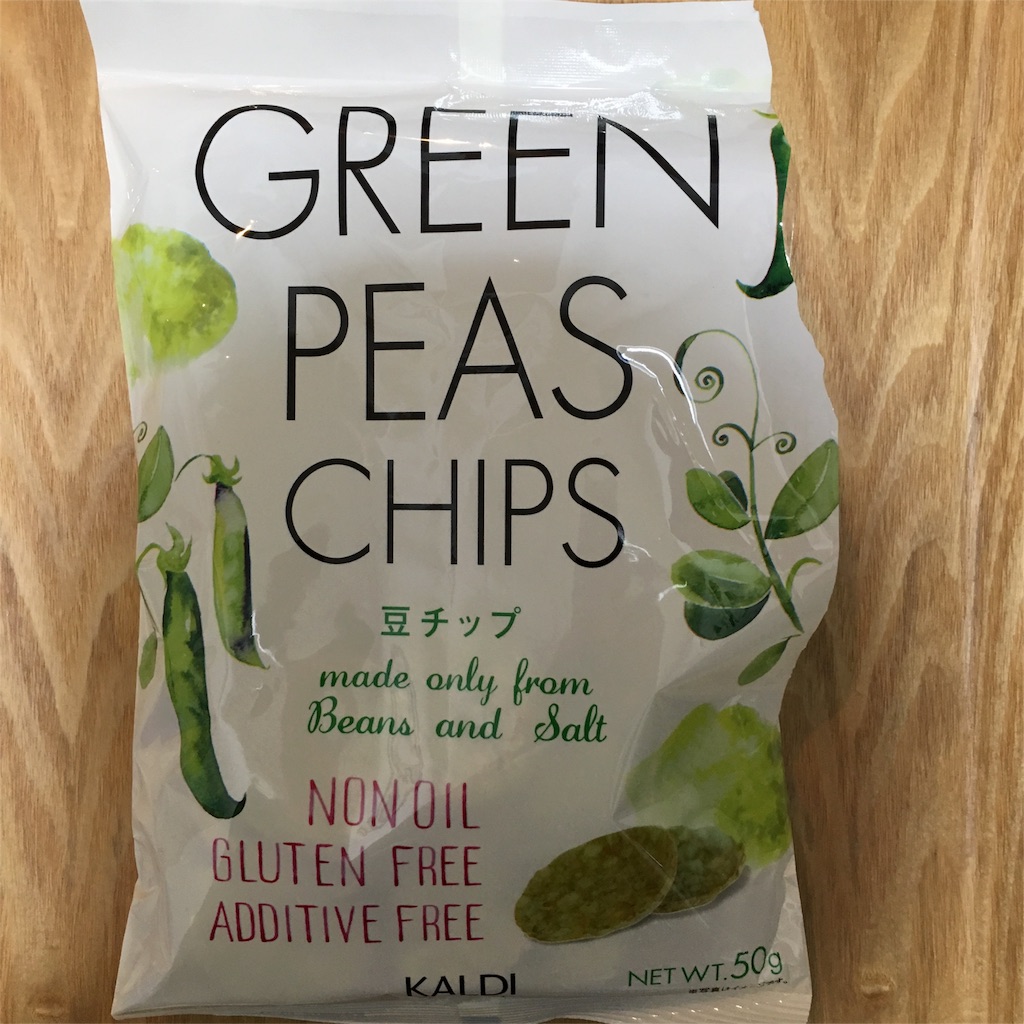 GREEN
PEAS
CHIPS
豆チップ
made only from
Beans and Salt
NON OIL
GLUTEN FREE
ADDITIVE FREE
KALDI
NET WT. 50g